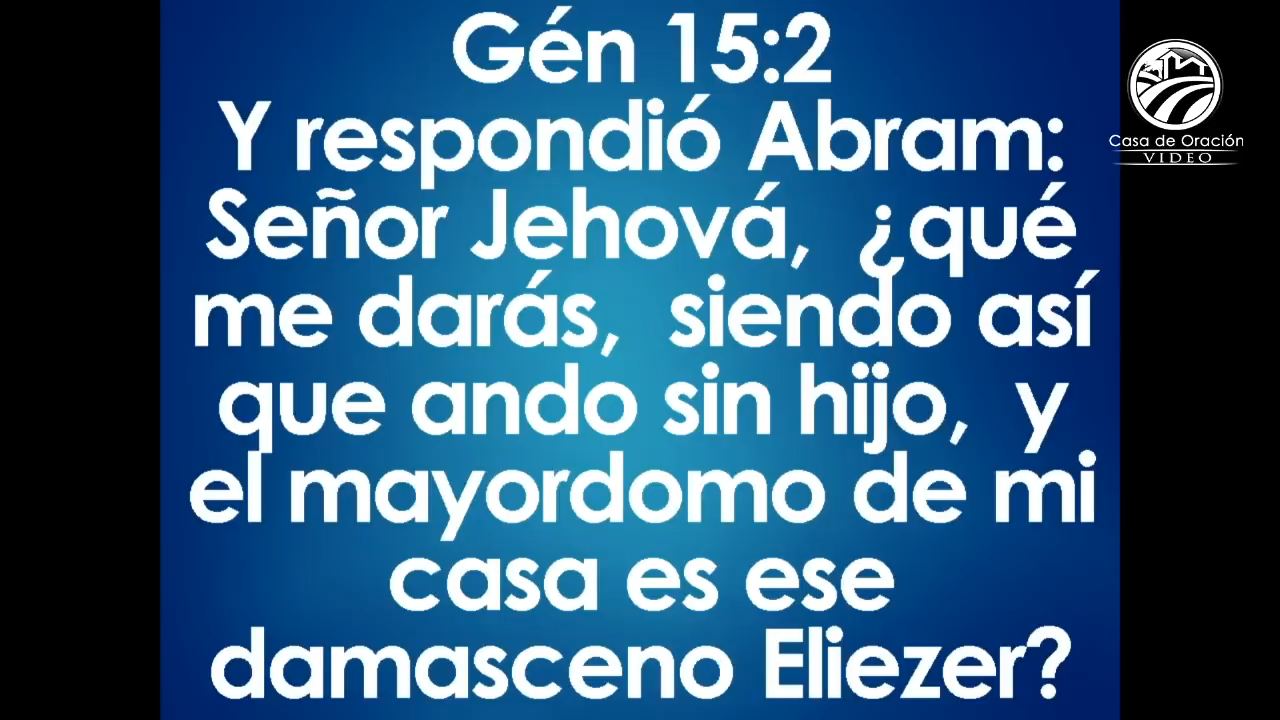 Gén 15:2
Y respondió Abram:
Señor Jehová, ¿qué
me darás, siendo así
que ando sin hijo, y
el mayordomo de mi
casa es ese
damasceno Eliezer?
Casa de Oración
VIDEO